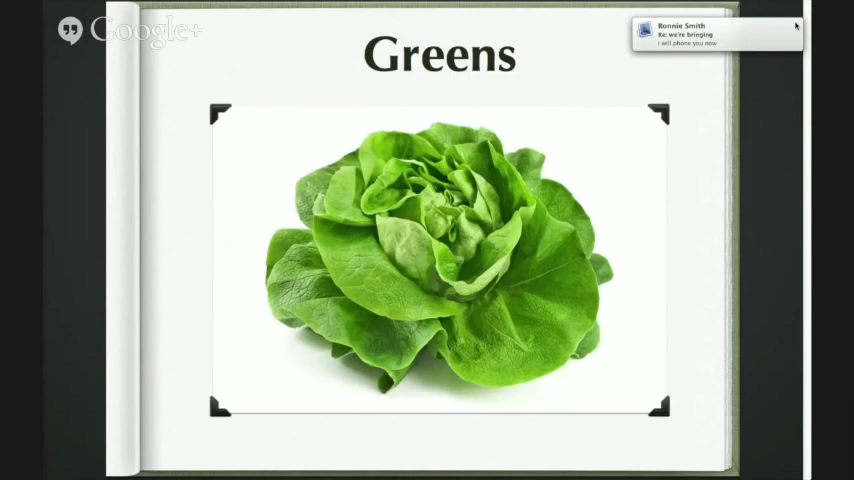 Google+
Greens
Ronnie Smith
Re: we're bringing
i will phone you now